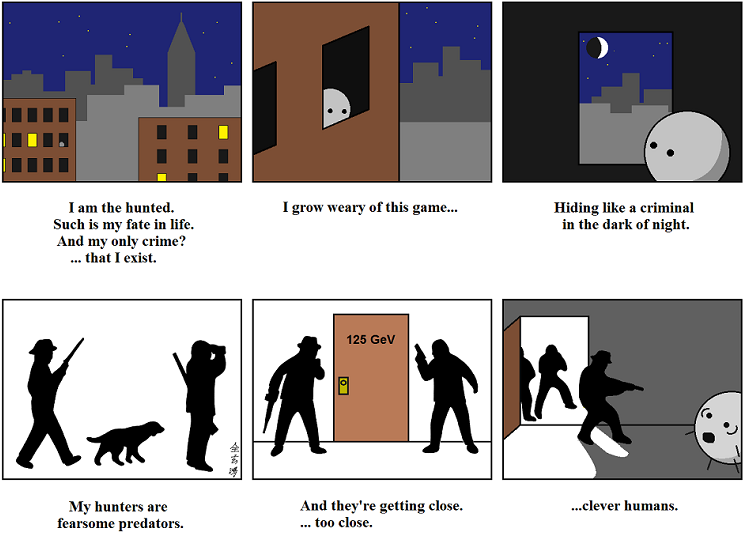 I am the hunted.
Such is my fate in life.
And my only crime?
... that I exist.
I grow weary of this game...
Hiding like a criminal
in the dark of night.
125 GeV
My hunters are
fearsome predators.
And they're getting close.
... too close.
...clever humans.